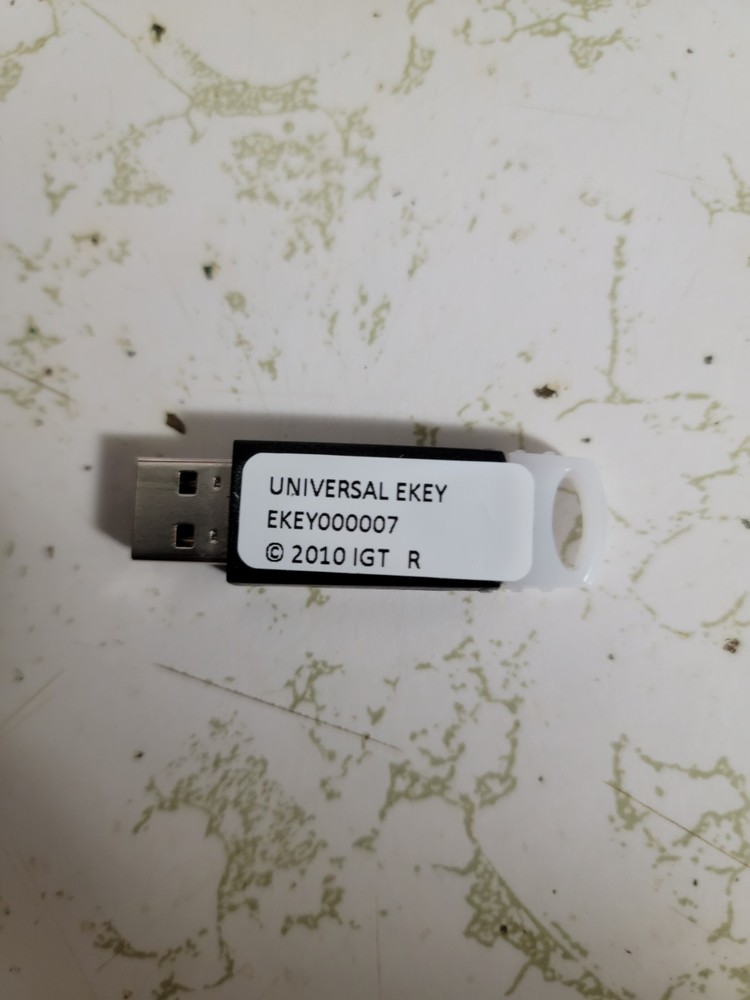 UNIVERSAL EKEY
EKEY000007
© 2010 IGT R